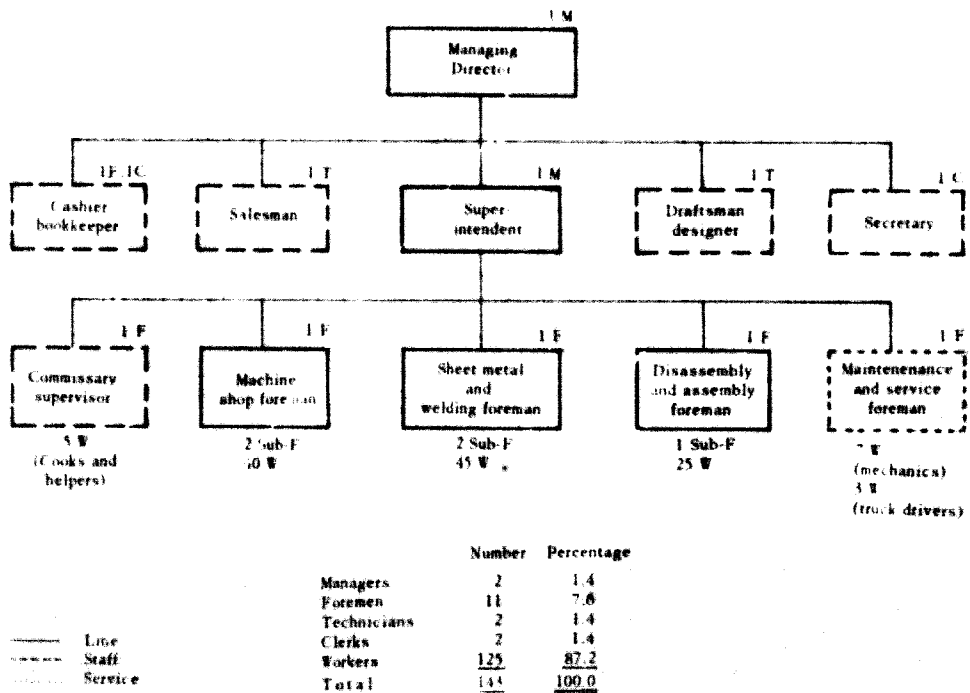 1 M
Managing
Director
1F, 1C
Cashier
bookkeeper
1 T
Salesman
1 M
Super-
intendent
1 T
Draftsman
designer
1 C
Secretary
1 F
Commissary
supervisor
5 W
(Cooks and
helpers)
1 F
Machine
shop foreman
2 Sub-F
W
1 F
Sheet metal
and
welding foreman
2 Sub-F
45 W
1 F
Disassembly
and assembly
foreman
1 Sub-F
25 W
1 F
Maintenenance
and service
foreman
W
(mechanics)
3 W
(truck drivers)
Number Percentage
Managers 2 1.4
Foremen 11
Technicians 2 1.4
Clerks 2 1.4
Workers 125 87.2
Total 100.0
Line
Staff
Service